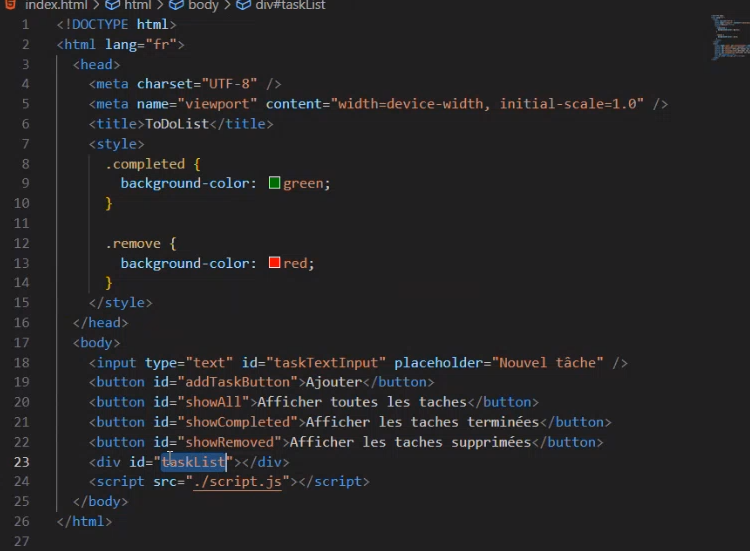 index.html > html > body > div#taskList
1 <!DOCTYPE html>
2 <html lang="fr">
3 <head>
4 <meta charset="UTF-8" />
5 <meta name="viewport" content="width=device-width, initial-scale=1.0" />
6 <title>ToDoList</title>
7 <style>
8 .completed {
9 background-color: green;
10 }
11
12 .remove {
13 background-color: red;
14 }
15 </style>
16 </head>
17 <body>
18 <input type="text" id="taskTextInput" placeholder="Nouvel tâche" />
19 <button id="addTaskButton">Ajouter</button>
20 <button id="showAll">Afficher toutes les taches</button>
21 <button id="showCompleted">Afficher les taches terminées</button>
22 <button id="showRemoved">Afficher les taches supprimées</button>
23 <div id="taskList"></div>
24 <script src="./script.js"></script>
25 </body>
26 </html>
27